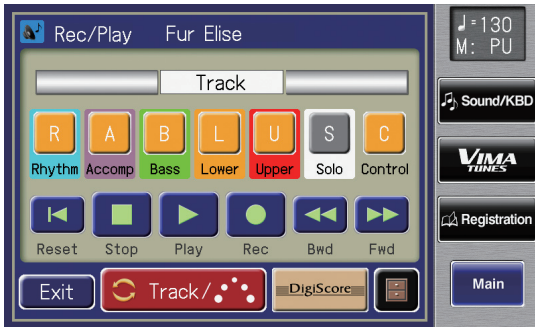 Rec/Play Fur Elise
Track
R A B L U S C
Rhythm Accomp Bass Lower Upper Solo Control
Reset Stop Play Rec Bwd Fwd
Exit Track/ DigiScore
♩=130
M: PU
Sound/KBD
VIMA
TUNES
Registration
Main